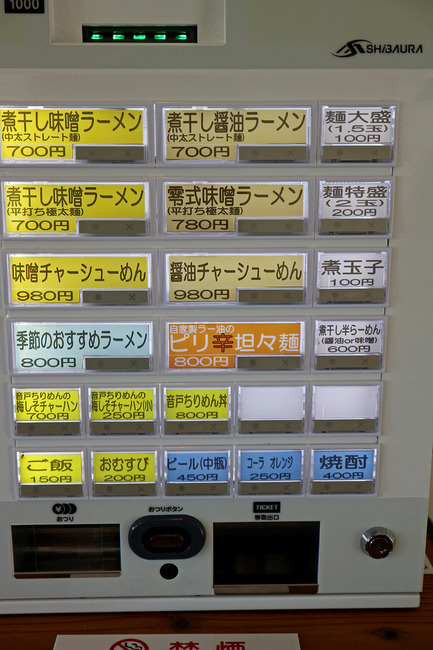 1000
SHIBAURA
煮干し味噌ラーメン
(中太ストレート麺)
700円
煮干し醤油ラーメン
(中太ストレート麺)
700円
麺大盛
(1.5玉)
100円
煮干し味噌ラーメン
(平打ち極太麺)
700円
零式味噌ラーメン
(平打ち極太麺)
780円
麺特盛
(2玉)
200円
味噌チャーシューめん
980円
醤油チャーシューめん
980円
煮玉子
100円
季節のおすすめラーメン
800円
自家製ラー油の
ピリ辛坦々麺
800円
煮干し半らーめん
(醤油or味噌)
600円
音戸ちりめんの
梅しそチャーハン
700円
音戸ちりめんの
梅しそチャーハン(小)
250円
音戸ちりめん丼
800円
ご飯
150円
おむすび
200円
ビール(中瓶)
450円
コーラ オレンジ
250円
焼酎
400円
おつり
おつりボタン
TICKET
券取出口
禁煙